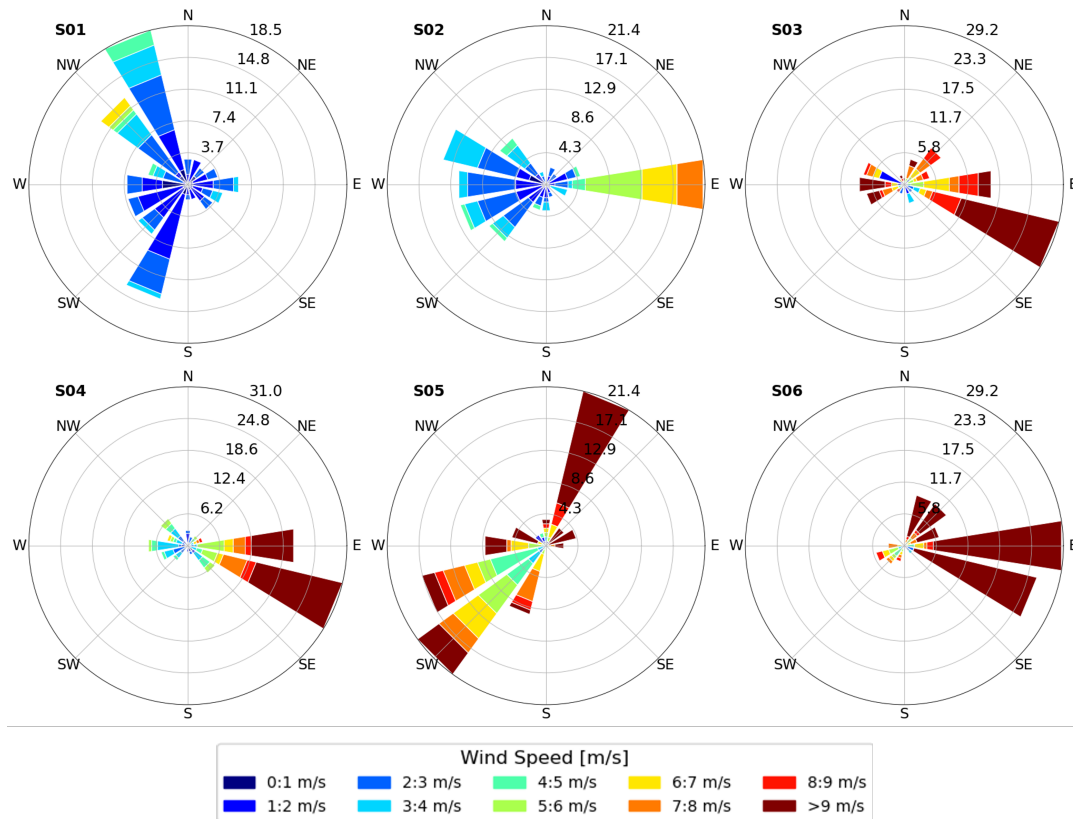 S01
N
18.5
14.8
11.1
7.4
3.7
NW
NE
W
E
SW
SE
S
S02
N
21.4
17.1
12.9
8.6
4.3
NW
NE
W
E
SW
SE
S
S03
N
29.2
23.3
17.5
11.7
5.8
NW
NE
W
E
SW
SE
S
S04
N
31.0
24.8
18.6
12.4
6.2
NW
NE
W
E
SW
SE
S
S05
N
21.4
17.1
12.9
8.6
4.3
NW
NE
W
E
SW
SE
S
S06
N
29.2
23.3
17.5
11.7
5.8
NW
NE
W
E
SW
SE
S
Wind Speed [m/s]
0:1 m/s 2:3 m/s 4:5 m/s 6:7 m/s 8:9 m/s
1:2 m/s 3:4 m/s 5:6 m/s 7:8 m/s >9 m/s